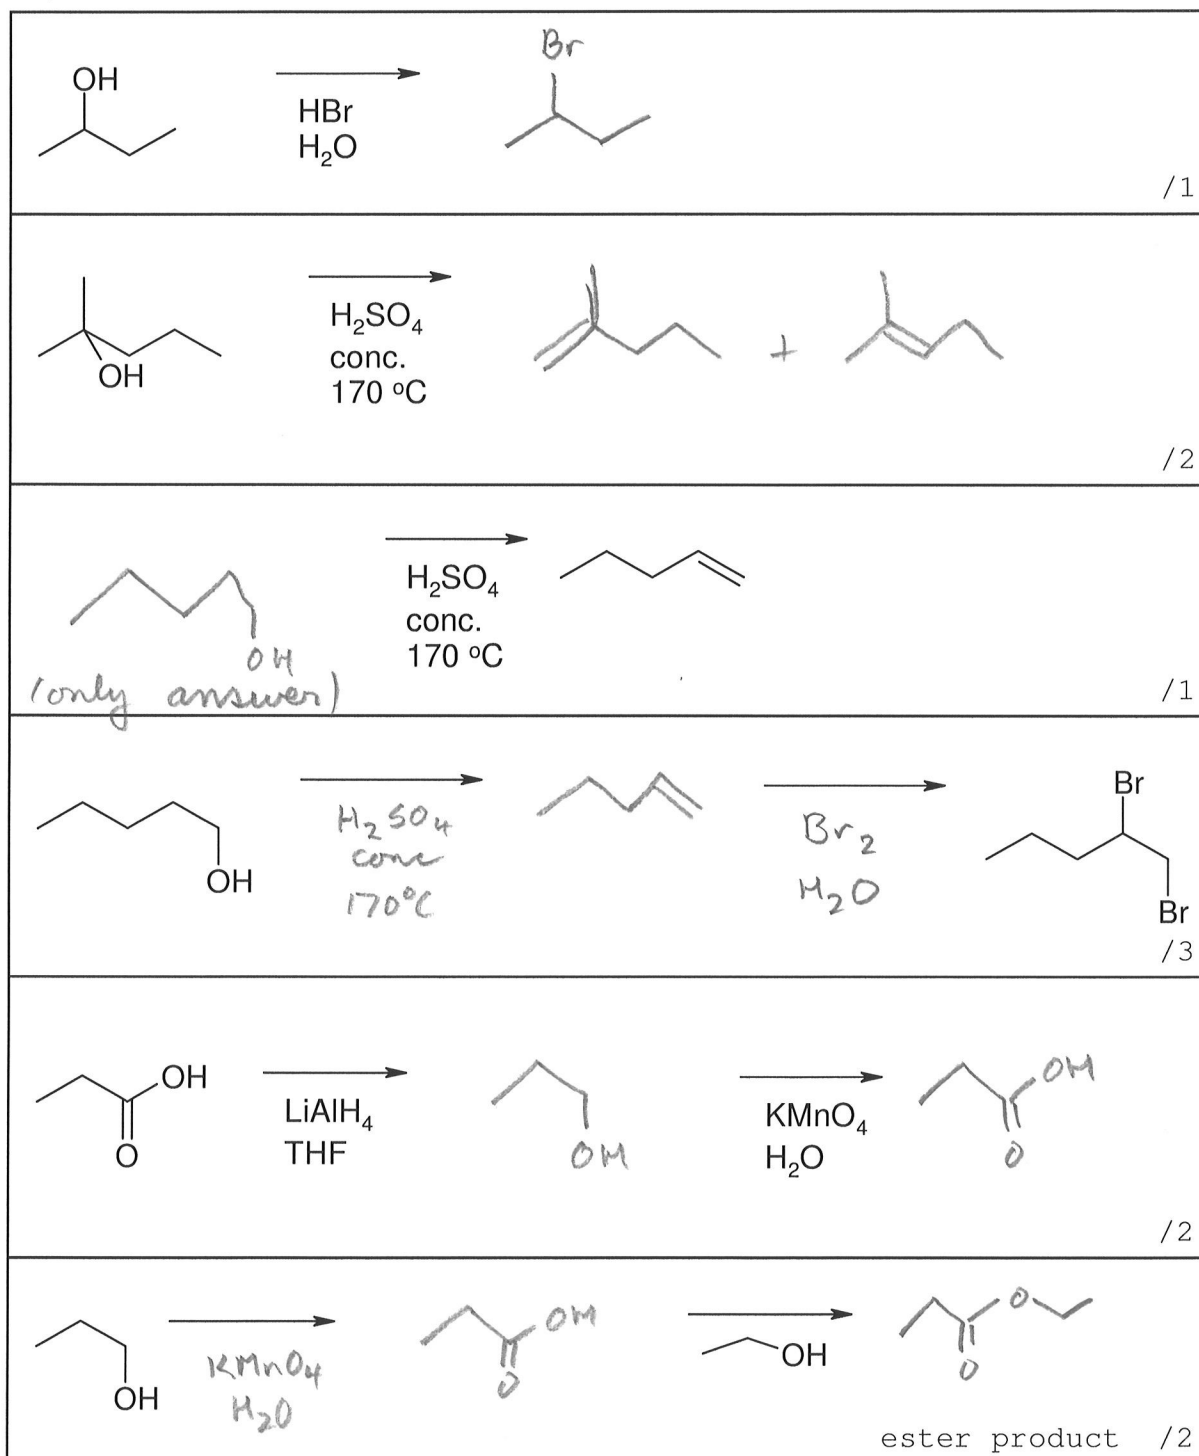 Br
OH
HBr
H₂O
/1
H₂SO₄
conc.
170 ºC
OH
+
/2
H₂SO₄
conc.
170 ºC
OH
(only answer)
/1
Br
H₂SO₄
conc
170°C
Br₂
H₂O
OH
Br
/3
OH
O
LiAlH₄
THF
OH
KMnO₄
H₂O
OH
O
/2
OH
KMnO₄
H₂O
OH
O
OH
O
O
ester product /2